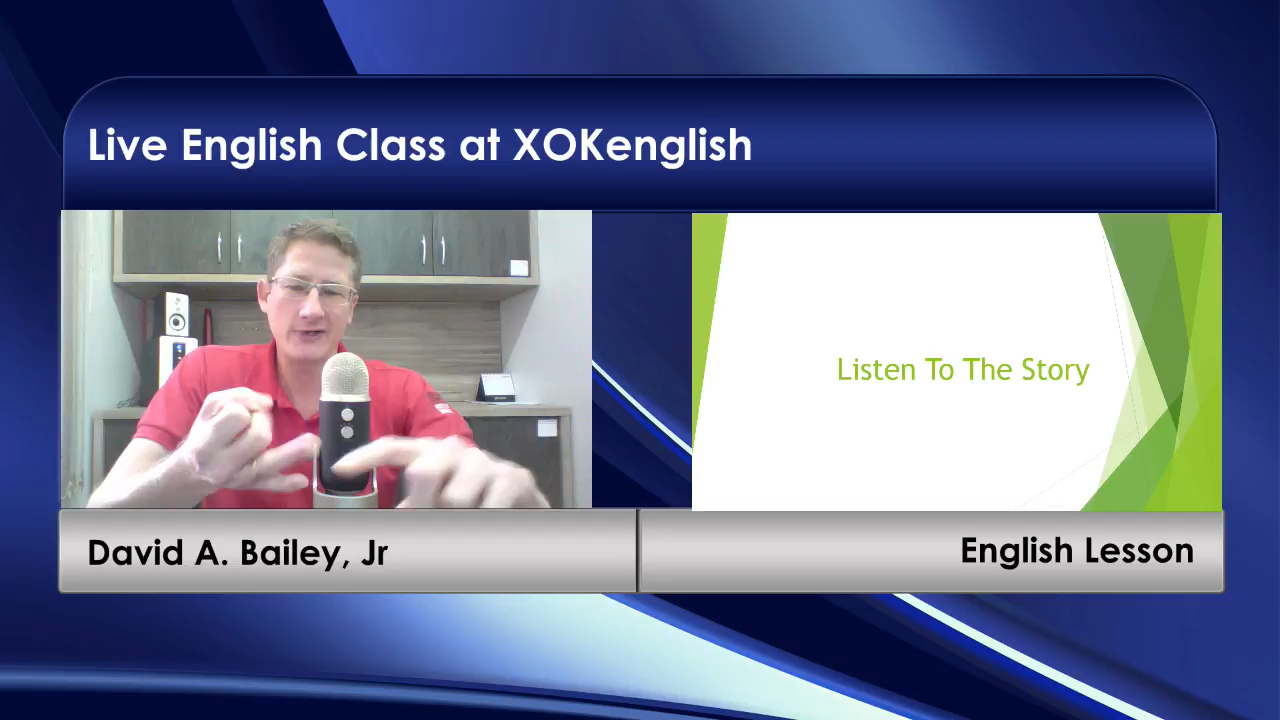 Live English Class at XOKenglish
Listen To The Story
David A. Bailey, Jr
English Lesson